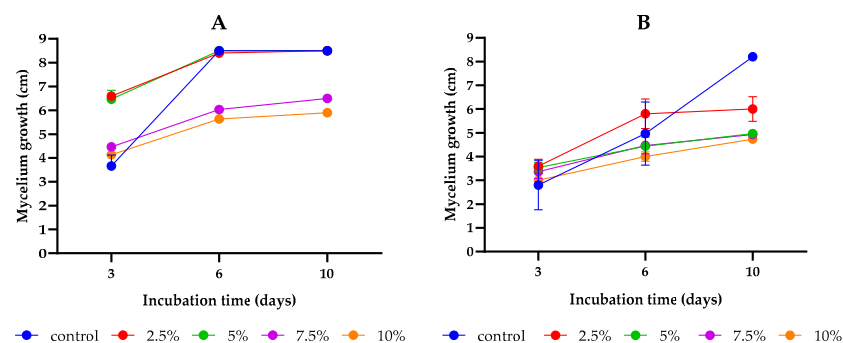 A
Mycelium growth (cm)
9
8
7
6
5
4
3
2
1
0
3 6 10
Incubation time (days)
control 2.5% 5% 7.5% 10%
B
Mycelium growth (cm)
9
8
7
6
5
4
3
2
1
0
3 6 10
Incubation time (days)
control 2.5% 5% 7.5% 10%